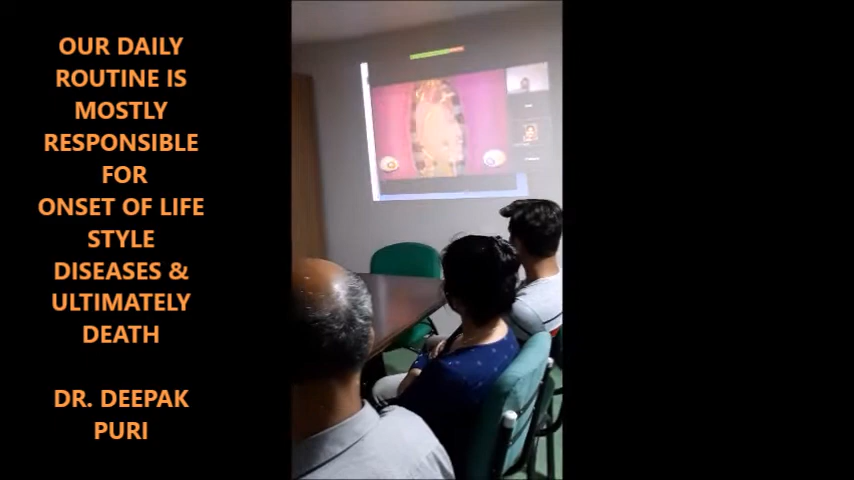 OUR DAILY
ROUTINE IS
MOSTLY
RESPONSIBLE
FOR
ONSET OF LIFE
STYLE
DISEASES &
ULTIMATELY
DEATH
DR. DEEPAK
PURI